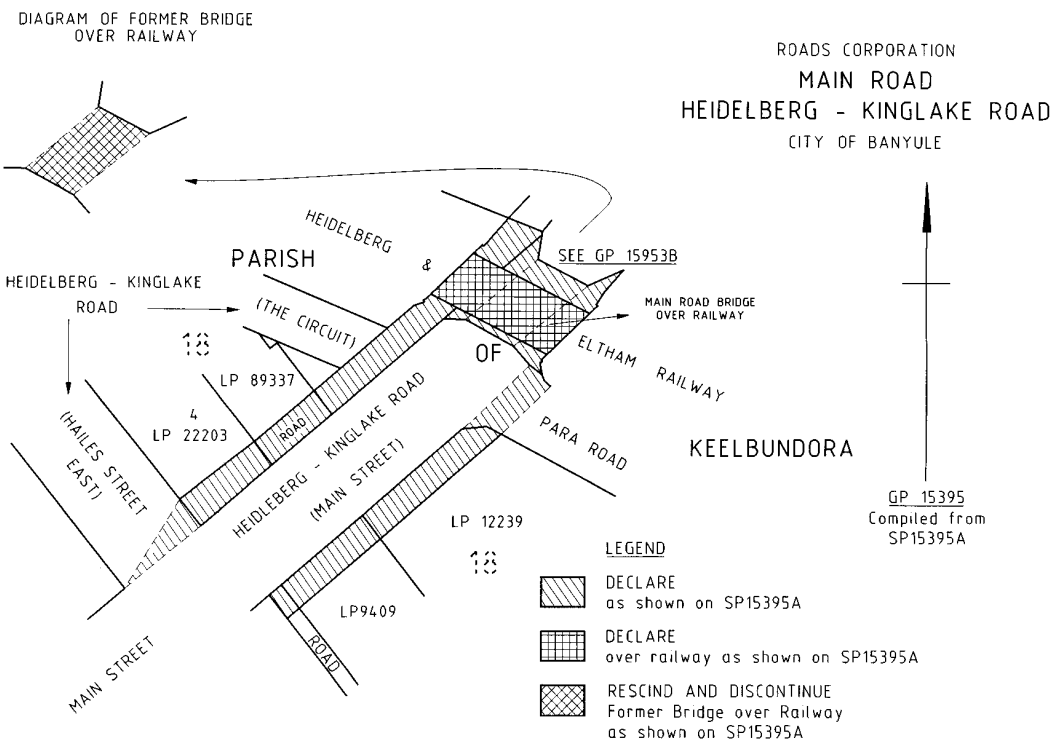 DIAGRAM OF FORMER BRIDGE
OVER RAILWAY
ROADS CORPORATION
MAIN ROAD
HEIDELBERG - KINGLAKE ROAD
CITY OF BANYULE
HEIDELBERG
&
PARISH
SEE GP 15953B
HEIDELBERG - KINGLAKE
ROAD
(THE CIRCUIT)
MAIN ROAD BRIDGE
OVER RAILWAY
18
OF
ELTHAM RAILWAY
LP 89337
4
LP 22203
ROAD
HEIDLEBERG - KINGLAKE ROAD
(MAIN STREET)
(HAILES STREET
EAST)
PARA ROAD
KEELBUNDORA
GP 15395
Compiled from
SP15395A
LP 12239
18
LP9409
ROAD
MAIN STREET
LEGEND
DECLARE
as shown on SP15395A
DECLARE
over railway as shown on SP15395A
RESCIND AND DISCONTINUE
Former Bridge over Railway
as shown on SP15395A